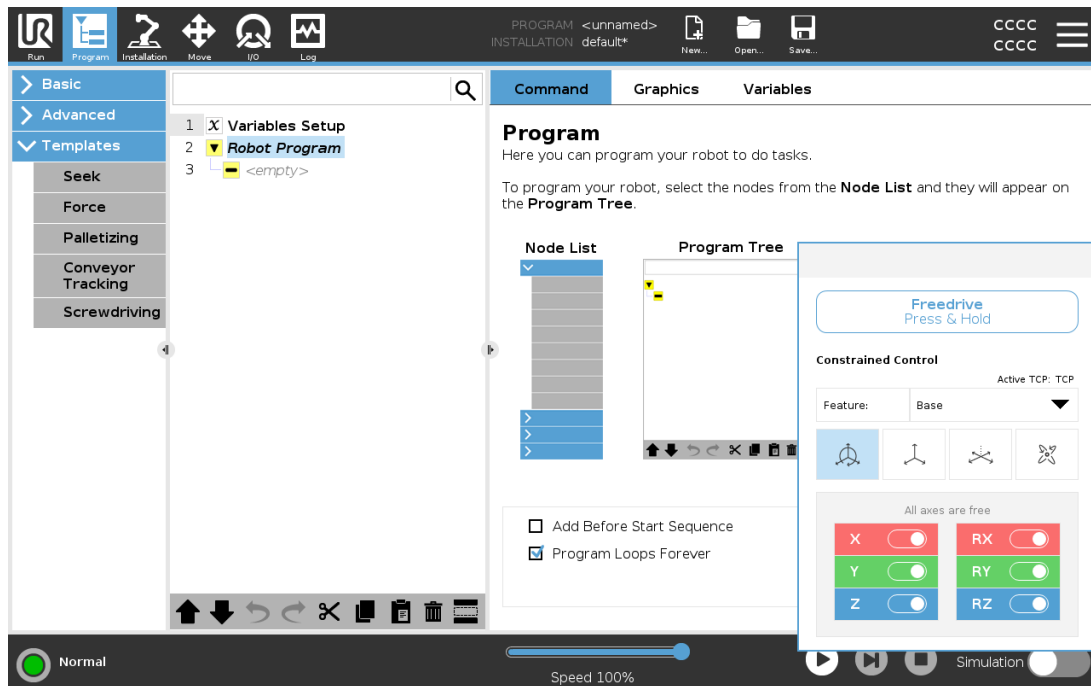 PROGRAM <unnamed>
INSTALLATION default*
CCCC
CCCC
Run Program Installation Move I/O Log New... Open... Save...
Basic
Advanced
Templates
Seek
Force
Palletizing
Conveyor
Tracking
Screwdriving
1 X Variables Setup
2 Robot Program
3 <empty>
Command Graphics Variables
Program
Here you can program your robot to do tasks.
To program your robot, select the nodes from the Node List and they will appear on
the Program Tree.
Node List Program Tree
Add Before Start Sequence
Program Loops Forever
Freedrive
Press & Hold
Constrained Control
Active TCP: TCP
Feature: Base
All axes are free
X RX
Y RY
Z RZ
Normal
Speed 100%
Simulation